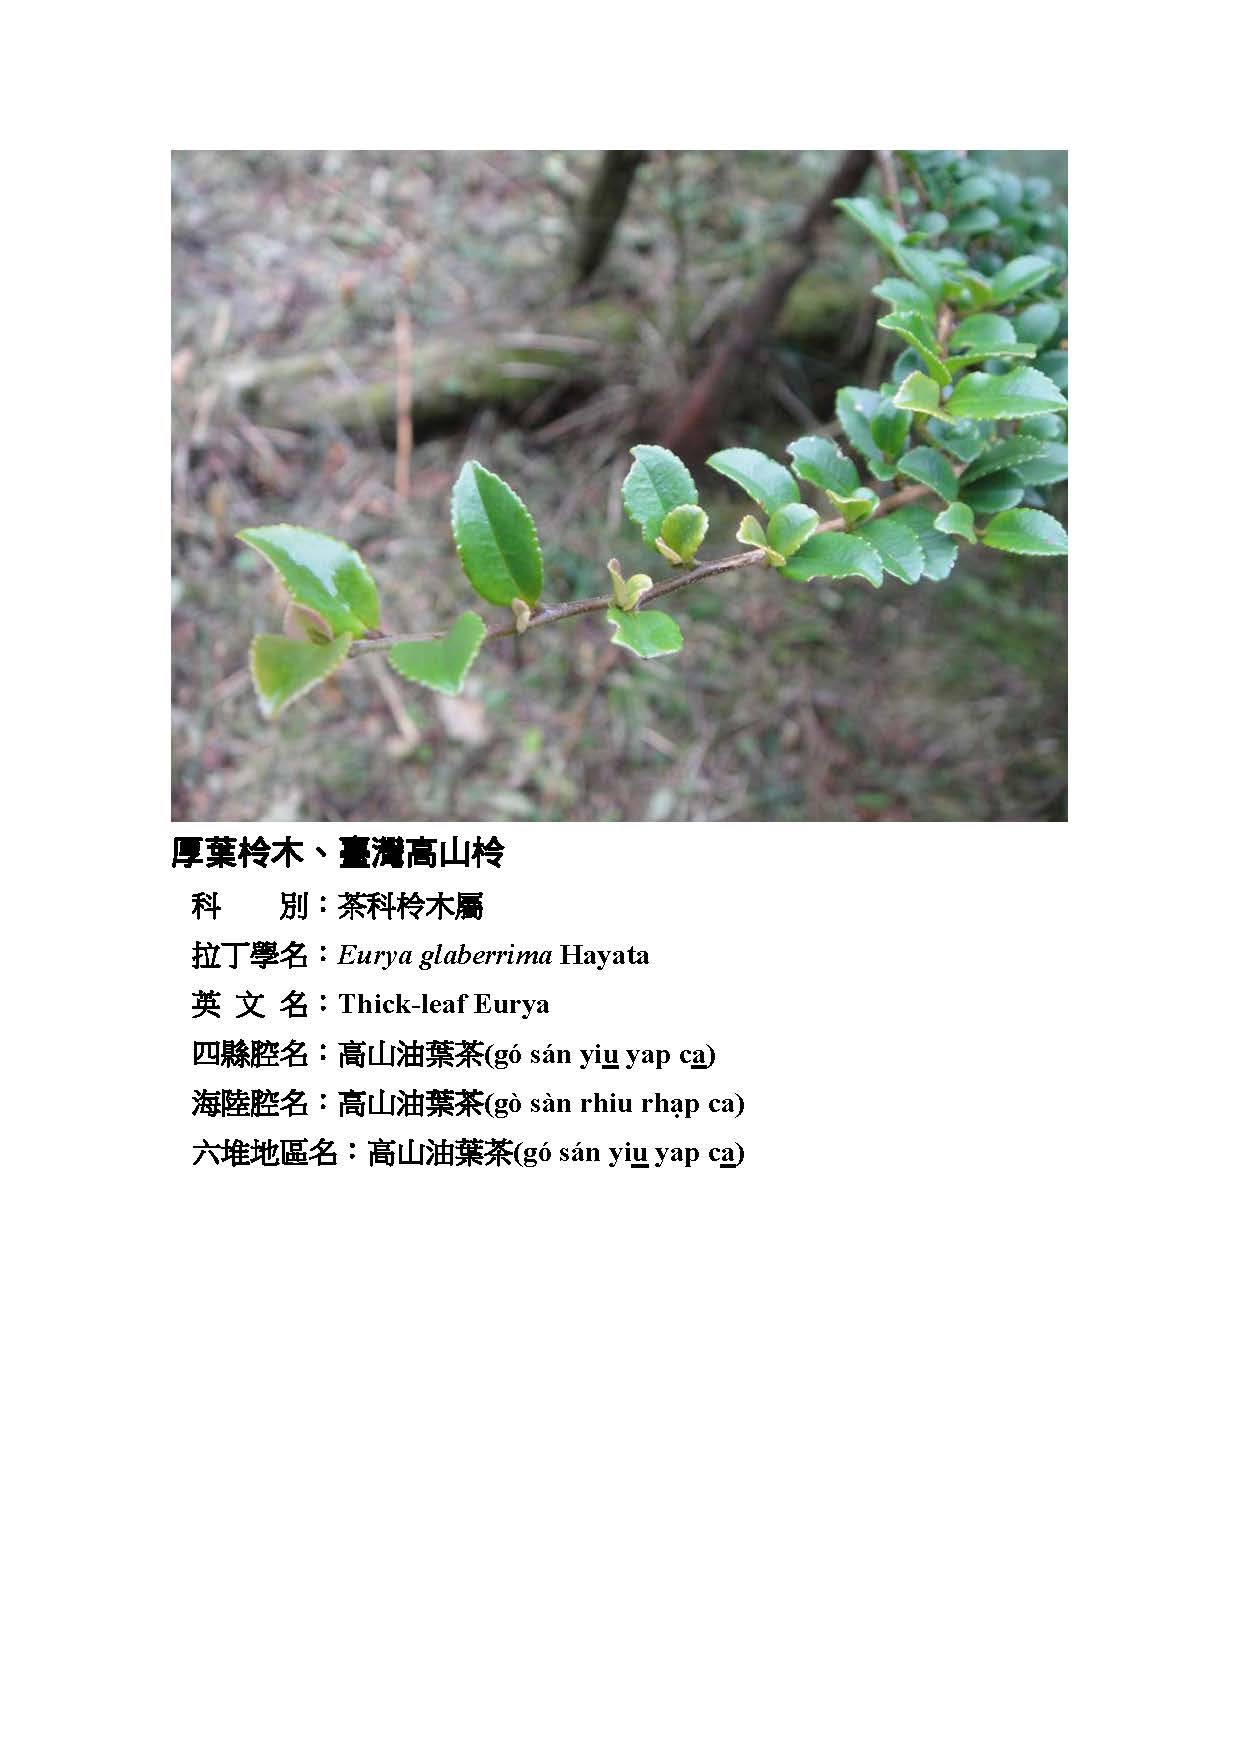 厚葉柃木、臺灣高山柃
科　　別：茶科柃木屬
拉丁學名：Eurya glaberrima Hayata
英 文 名：Thick-leaf Eurya
四縣腔名：高山油葉茶(gó sán yiu̲ yap ca̲)
海陸腔名：高山油葉茶(gò sàn rhiu rha̠p ca)
六堆地區名：高山油葉茶(gó sán yiu̲ yap ca̲)